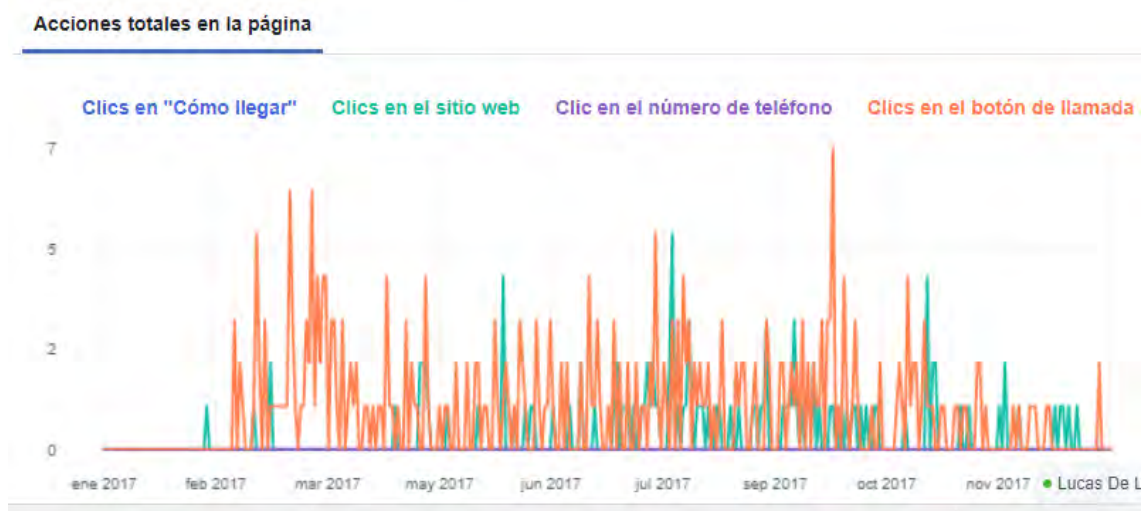 Acciones totales en la página
Clics en "Cómo llegar" Clics en el sitio web Clic en el número de teléfono Clics en el botón de llamada
7
5
2
0
ene 2017 feb 2017 mar 2017 may 2017 jun 2017 jul 2017 sep 2017 oct 2017 nov 2017 Lucas De L